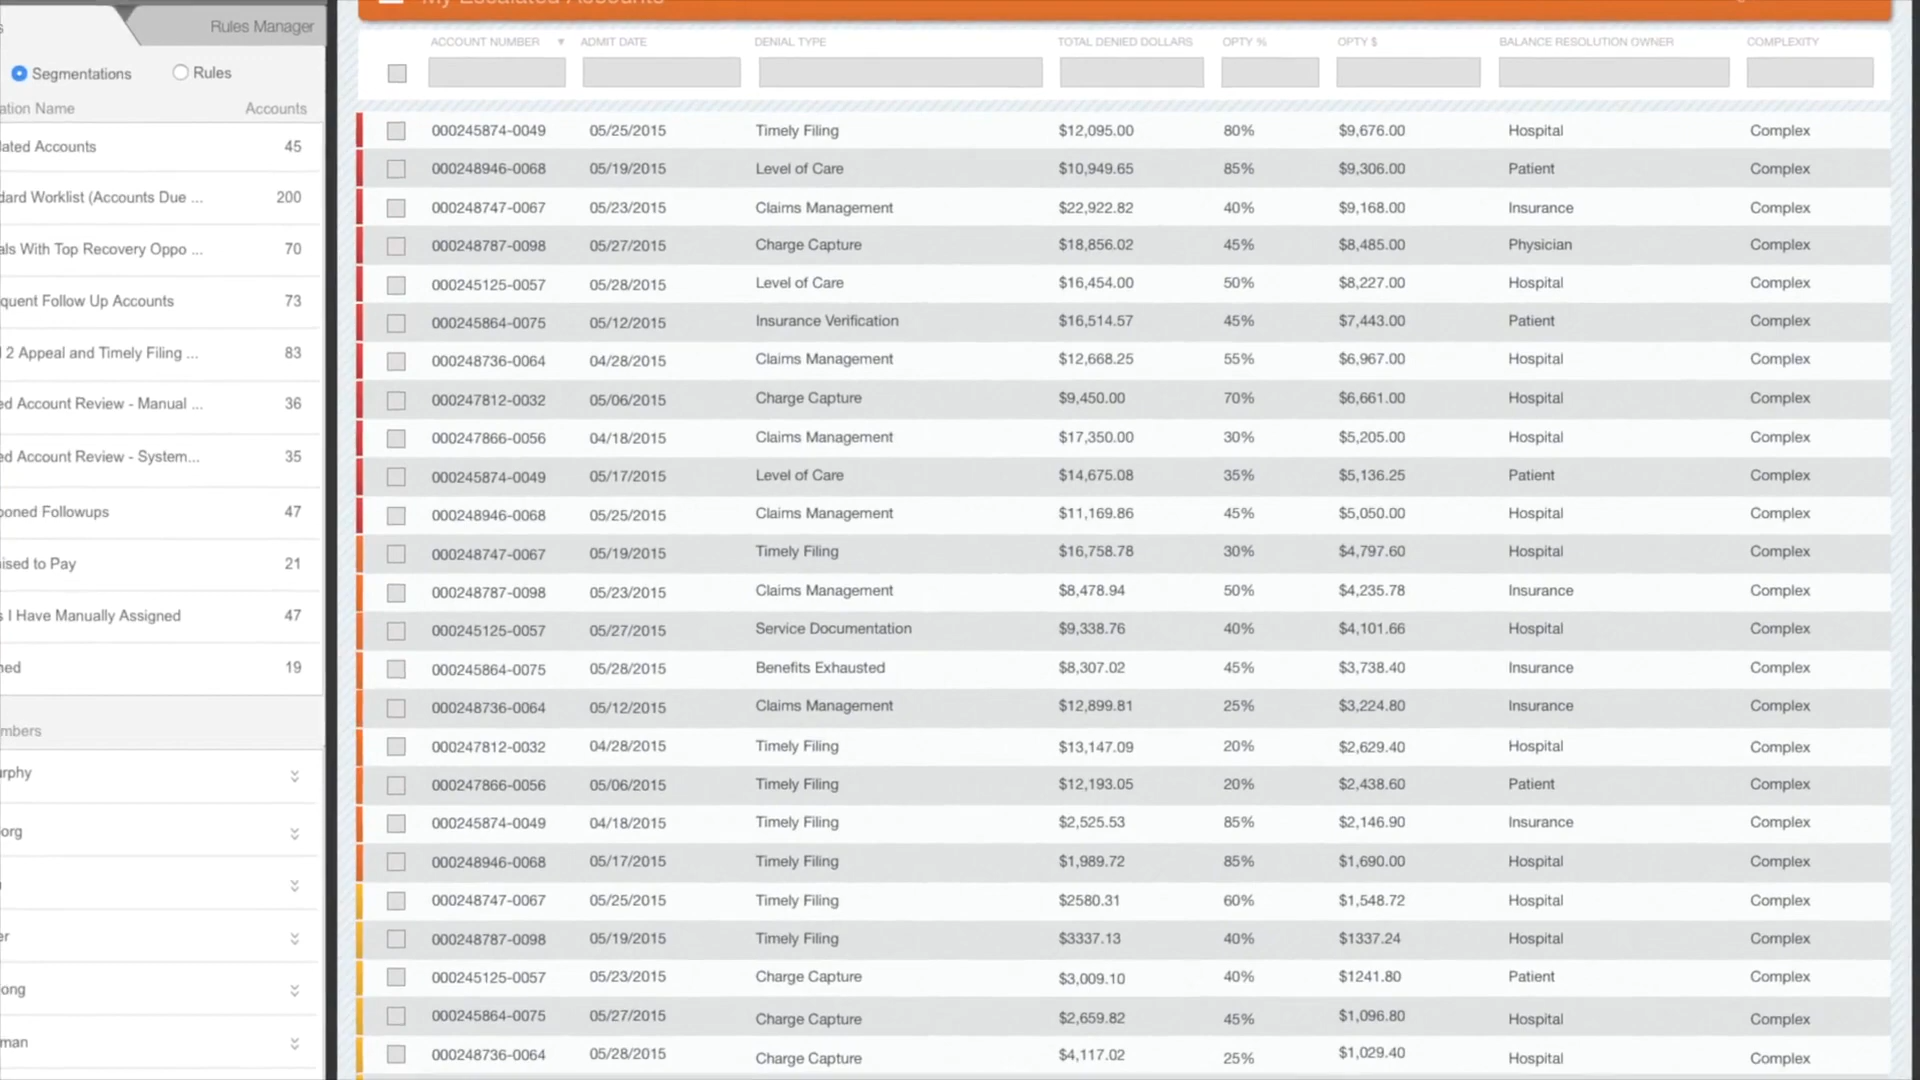 My Escalated Accounts
s
Rules Manager
Segmentations
Rules
ation Name
Accounts
lated Accounts
45
dard Worklist (Accounts Due ...
200
als With Top Recovery Oppo ...
70
quent Follow Up Accounts
73
l 2 Appeal and Timely Filing ...
83
ed Account Review - Manual ...
36
ed Account Review - System...
35
ooned Followups
47
ised to Pay
21
s I Have Manually Assigned
47
ned
19
mbers
urphy
org
er
ong
man
ACCOUNT NUMBER ADMIT DATE DENIAL TYPE TOTAL DENIED DOLLARS OPTY % OPTY $ BALANCE RESOLUTION OWNER COMPLEXITY
000245874-0049 05/25/2015 Timely Filing $12,095.00 80% $9,676.00 Hospital Complex
000248946-0068 05/19/2015 Level of Care $10,949.65 85% $9,306.00 Patient Complex
000248747-0067 05/23/2015 Claims Management $22,922.82 40% $9,168.00 Insurance Complex
000248787-0098 05/27/2015 Charge Capture $18,856.02 45% $8,485.00 Physician Complex
000245125-0057 05/28/2015 Level of Care $16,454.00 50% $8,227.00 Hospital Complex
000245864-0075 05/12/2015 Insurance Verification $16,514.57 45% $7,443.00 Patient Complex
000248736-0064 04/28/2015 Claims Management $12,668.25 55% $6,967.00 Hospital Complex
000247812-0032 05/06/2015 Charge Capture $9,450.00 70% $6,661.00 Hospital Complex
000247866-0056 04/18/2015 Claims Management $17,350.00 30% $5,205.00 Hospital Complex
000245874-0049 05/17/2015 Level of Care $14,675.08 35% $5,136.25 Patient Complex
000248946-0068 05/25/2015 Claims Management $11,169.86 45% $5,050.00 Hospital Complex
000248747-0067 05/19/2015 Timely Filing $16,758.78 30% $4,797.60 Hospital Complex
000248787-0098 05/23/2015 Claims Management $8,478.94 50% $4,235.78 Insurance Complex
000245125-0057 05/27/2015 Service Documentation $9,338.76 40% $4,101.66 Hospital Complex
000245864-0075 05/28/2015 Benefits Exhausted $8,307.02 45% $3,738.40 Insurance Complex
000248736-0064 05/12/2015 Claims Management $12,899.81 25% $3,224.80 Insurance Complex
000247812-0032 04/28/2015 Timely Filing $13,147.09 20% $2,629.40 Hospital Complex
000247866-0056 05/06/2015 Timely Filing $12,193.05 20% $2,438.60 Patient Complex
000245874-0049 04/18/2015 Timely Filing $2,525.53 85% $2,146.90 Insurance Complex
000248946-0068 05/17/2015 Timely Filing $1,989.72 85% $1,690.00 Hospital Complex
000248747-0067 05/25/2015 Timely Filing $2580.31 60% $1,548.72 Hospital Complex
000248787-0098 05/19/2015 Timely Filing $3337.13 40% $1337.24 Hospital Complex
000245125-0057 05/23/2015 Charge Capture $3,009.10 40% $1241.80 Patient Complex
000245864-0075 05/27/2015 Charge Capture $2,659.82 45% $1,096.80 Hospital Complex
000248736-0064 05/28/2015 Charge Capture $4,117.02 25% $1,029.40 Hospital Complex